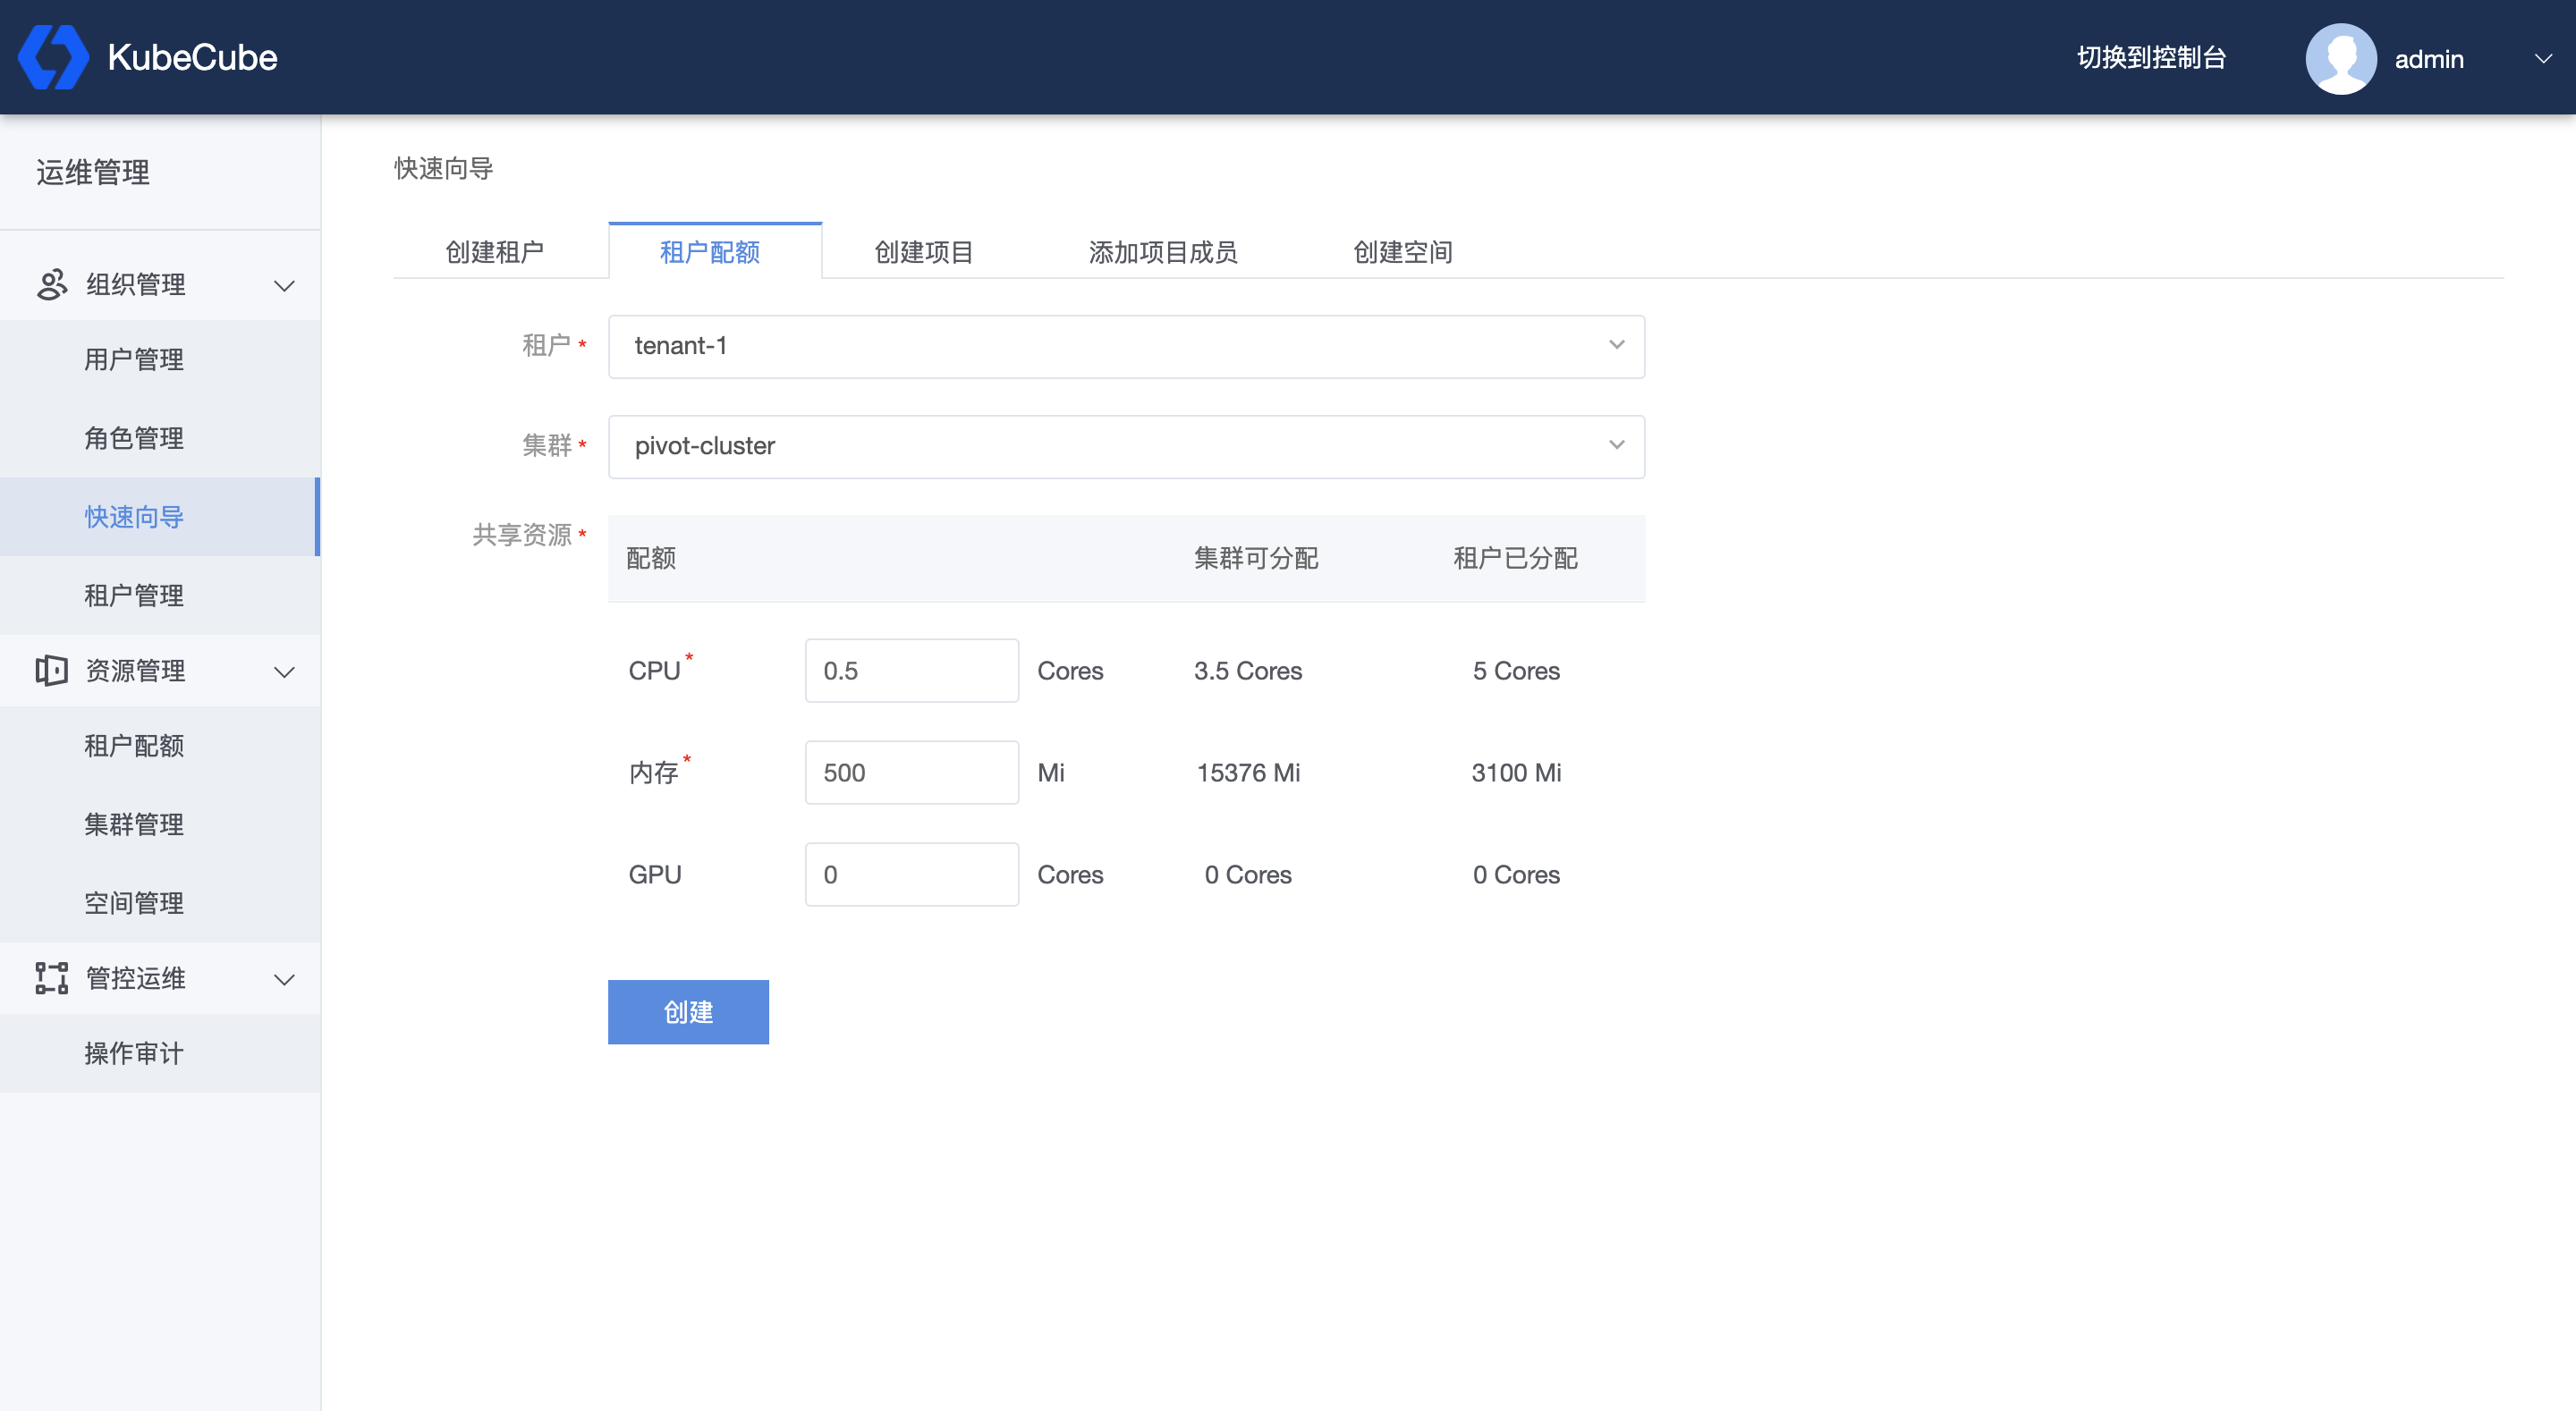 KubeCube
切换到控制台
admin
运维管理
组织管理
用户管理
角色管理
快速向导
租户管理
资源管理
租户配额
集群管理
空间管理
管控运维
操作审计
快速向导
创建租户 租户配额 创建项目 添加项目成员 创建空间
租户* tenant-1
集群* pivot-cluster
共享资源*
配额 集群可分配 租户已分配
CPU* 0.5 Cores 3.5 Cores 5 Cores
内存* 500 Mi 15376 Mi 3100 Mi
GPU 0 Cores 0 Cores 0 Cores
创建